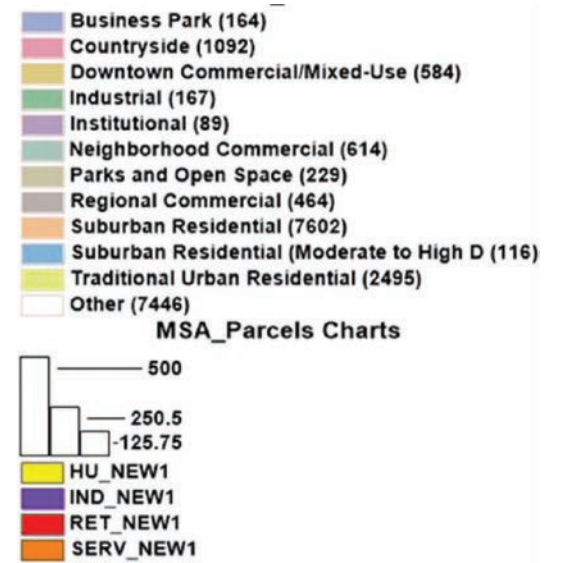 Business Park (164)
Countryside (1092)
Downtown Commercial/Mixed-Use (584)
Industrial (167)
Institutional (89)
Neighborhood Commercial (614)
Parks and Open Space (229)
Regional Commercial (464)
Suburban Residential (7602)
Suburban Residential (Moderate to High D (116)
Traditional Urban Residential (2495)
Other (7446)
MSA_Parcels Charts
500
250.5
-125.75
HU_NEW1
IND_NEW1
RET_NEW1
SERV_NEW1